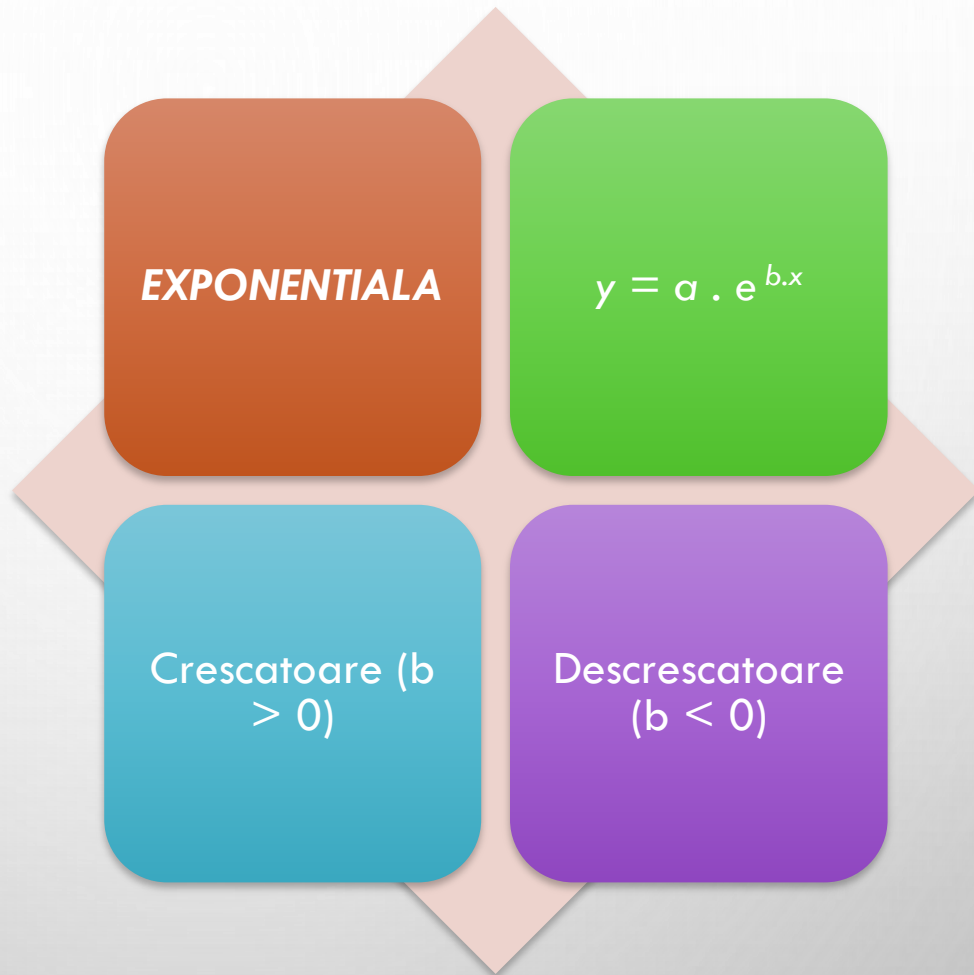 EXPONENTIALA
y = a . e^{b.x}
Crescatoare (b
> 0)
Descrescatoare
(b < 0)